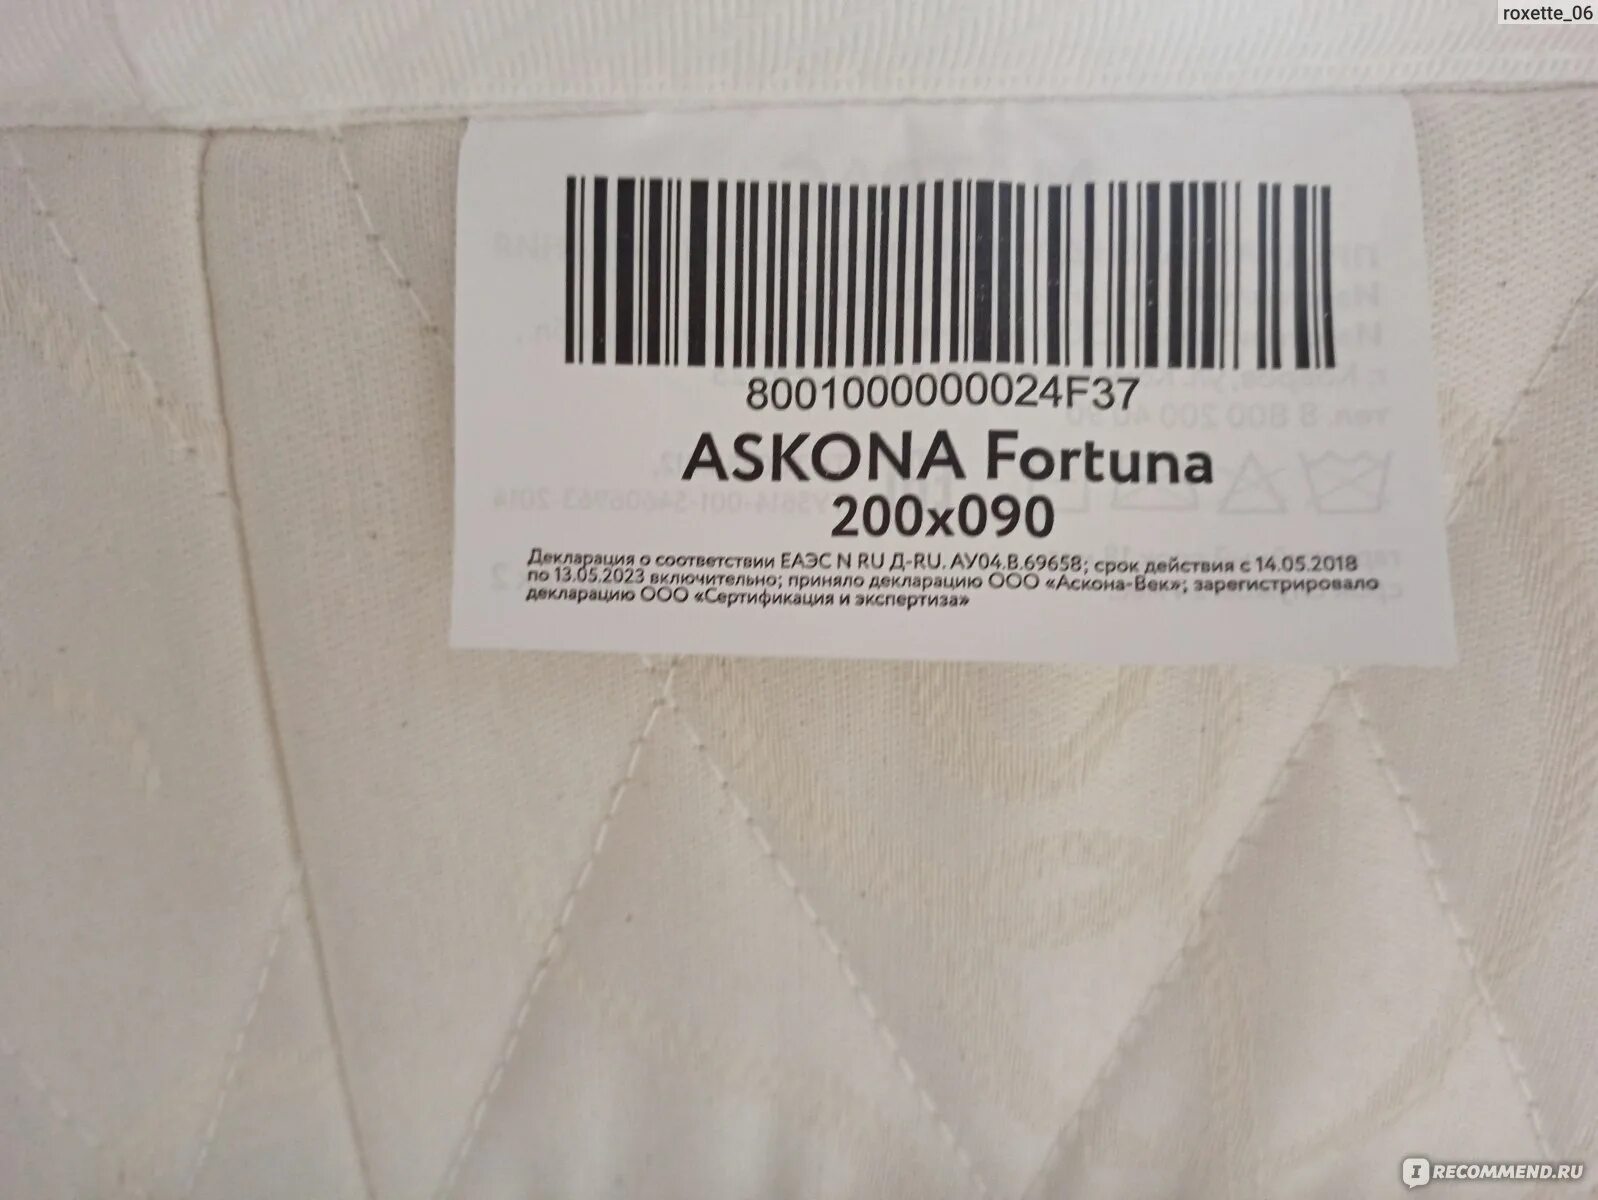 roxette_06
8001000000024F37
ASKONA Fortuna
200x090
Декларация о соответствии ЕАЭС N RU Д-RU. АУ04.В.69658; срок действия с 14.05.2018
по 13.05.2023 включительно; приняло декларацию ООО «Аскона-Век»; зарегистрировало
декларацию ООО «Сертификация и экспертиза»
IRECOMMEND.RU